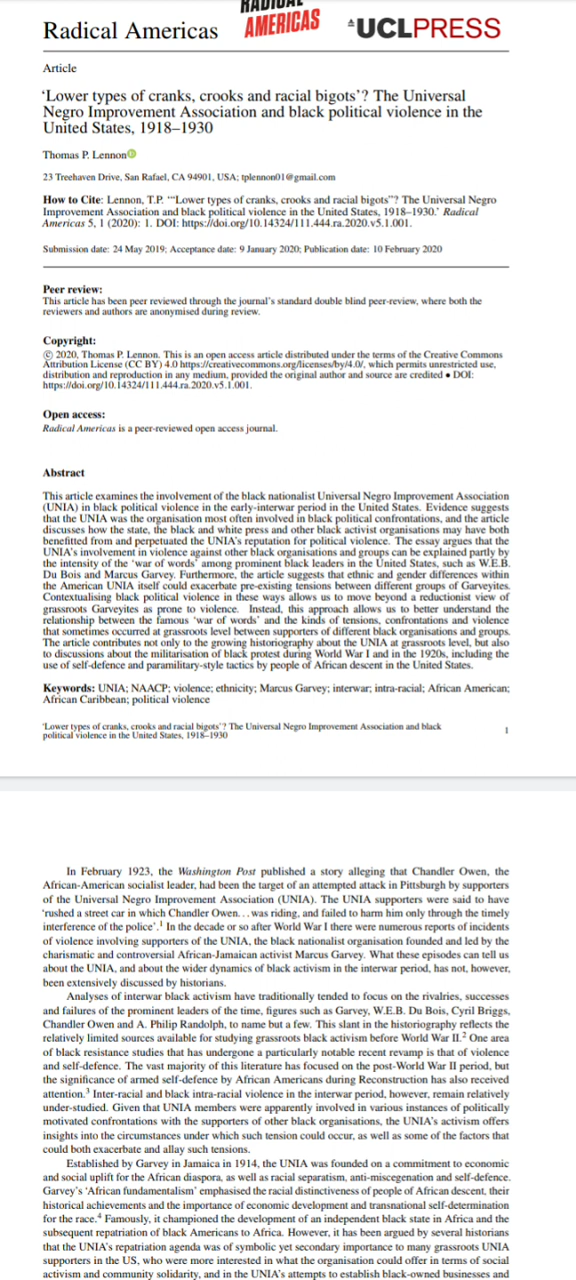 Radical Americas
RADICAL
AMERICAS
UCLPRESS
Article
‘Lower types of cranks, crooks and racial bigots’? The Universal
Negro Improvement Association and black political violence in the
United States, 1918–1930
Thomas P. Lennon
23 Treehaven Drive, San Rafael, CA 94901, USA; tplennon01@gmail.com
How to Cite: Lennon, T.P. ‘“Lower types of cranks, crooks and racial bigots”? The Universal Negro
Improvement Association and black political violence in the United States, 1918–1930.’ Radical
Americas 5, 1 (2020): 1. DOI: https://doi.org/10.14324/111.444.ra.2020.v5.1.001.
Submission date: 24 May 2019; Acceptance date: 9 January 2020; Publication date: 10 February 2020
Peer review:
This article has been peer reviewed through the journal’s standard double blind peer-review, where both the
reviewers and authors are anonymised during review.
Copyright:
© 2020, Thomas P. Lennon. This is an open access article distributed under the terms of the Creative Commons
Attribution License (CC BY) 4.0 https://creativecommons.org/licenses/by/4.0/, which permits unrestricted use,
distribution and reproduction in any medium, provided the original author and source are credited • DOI:
https://doi.org/10.14324/111.444.ra.2020.v5.1.001.
Open access:
Radical Americas is a peer-reviewed open access journal.
Abstract
This article examines the involvement of the black nationalist Universal Negro Improvement Association
(UNIA) in black political violence in the early-interwar period in the United States. Evidence suggests
that the UNIA was the organisation most often involved in black political confrontations, and the article
discusses how the state, the black and white press and other black activist organisations may have both
benefitted from and perpetuated the UNIA’s reputation for political violence. The essay argues that the
UNIA’s involvement in violence against other black organisations and groups can be explained partly by
the intensity of the ‘war of words’ among prominent black leaders in the United States, such as W.E.B.
Du Bois and Marcus Garvey. Furthermore, the article suggests that ethnic and gender differences within
the American UNIA itself could exacerbate pre-existing tensions between different groups of Garveyites.
Contextualising black political violence in these ways allows us to move beyond a reductionist view of
grassroots Garveyites as prone to violence. Instead, this approach allows us to better understand the
relationship between the famous ‘war of words’ and the kinds of tensions, confrontations and violence
that sometimes occurred at grassroots level between supporters of different black organisations and groups.
The article contributes not only to the growing historiography about the UNIA at grassroots level, but also
to discussions about the militarisation of black protest during World War I and in the 1920s, including the
use of self-defence and paramilitary-style tactics by people of African descent in the United States.
Keywords: UNIA; NAACP; violence; ethnicity; Marcus Garvey; interwar; intra-racial; African American;
African Caribbean; political violence
‘Lower types of cranks, crooks and racial bigots’? The Universal Negro Improvement Association and black
political violence in the United States, 1918–1930
1
In February 1923, the Washington Post published a story alleging that Chandler Owen, the
African-American socialist leader, had been the target of an attempted attack in Pittsburgh by supporters
of the Universal Negro Improvement Association (UNIA). The UNIA supporters were said to have
‘rushed a street car in which Chandler Owen. . . was riding, and failed to harm him only through the timely
interference of the police’.1 In the decade or so after World War I there were numerous reports of incidents
of violence involving supporters of the UNIA, the black nationalist organisation founded and led by the
charismatic and controversial African-Jamaican activist Marcus Garvey. What these episodes can tell us
about the UNIA, and about the wider dynamics of black activism in the interwar period, has not, however,
been extensively discussed by historians.
Analyses of interwar black activism have traditionally tended to focus on the rivalries, successes
and failures of the prominent leaders of the time, figures such as Garvey, W.E.B. Du Bois, Cyril Briggs,
Chandler Owen and A. Philip Randolph, to name but a few. This slant in the historiography reflects the
relatively limited sources available for studying grassroots black activism before World War II.2 One area
of black resistance studies that has undergone a particularly notable recent revamp is that of violence
and self-defence. The vast majority of this literature has focused on the post-World War II period, but
the significance of armed self-defence by African Americans during Reconstruction has also received
attention.3 Inter-racial and black intra-racial violence in the interwar period, however, remain relatively
under-studied. Given that UNIA members were apparently involved in various instances of politically
motivated confrontations with the supporters of other black organisations, the UNIA’s activism offers
insights into the circumstances under which such tension could occur, as well as some of the factors that
could both exacerbate and allay such tensions.
Established by Garvey in Jamaica in 1914, the UNIA was founded on a commitment to economic
and social uplift for the African diaspora, as well as racial separatism, anti-miscegenation and self-defence.
Garvey’s ‘African fundamentalism’ emphasised the racial distinctiveness of people of African descent, their
historical achievements and the importance of economic development and transnational self-determination
for the race.4 Famously, it championed the development of an independent black state in Africa and the
subsequent repatriation of black Americans to Africa. However, it has been argued by several historians
that the UNIA’s repatriation agenda was of symbolic yet secondary importance to many grassroots UNIA
supporters in the US, who were more interested in what the organisation could offer in terms of social
activism and community solidarity, and in the UNIA’s attempts to establish black-owned businesses and